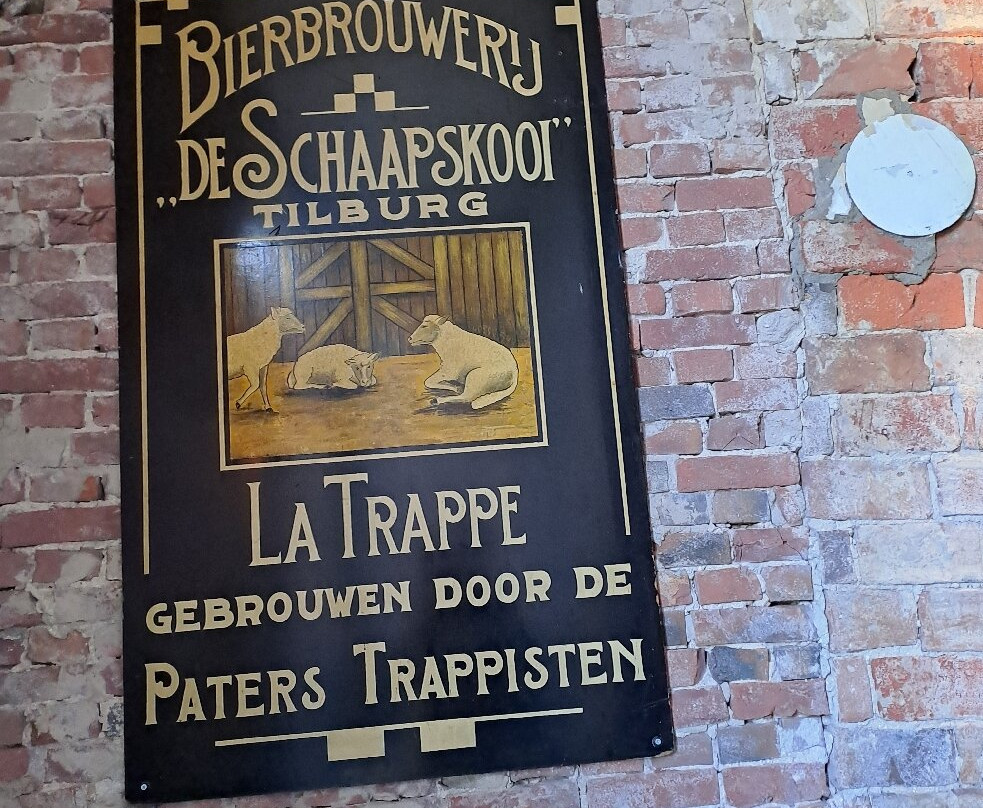 BIERBROUWERIJ
„DE SCHAAPSKOOI”
TILBURG
LA TRAPPE
GEBROUWEN DOOR DE
PATERS TRAPPISTEN